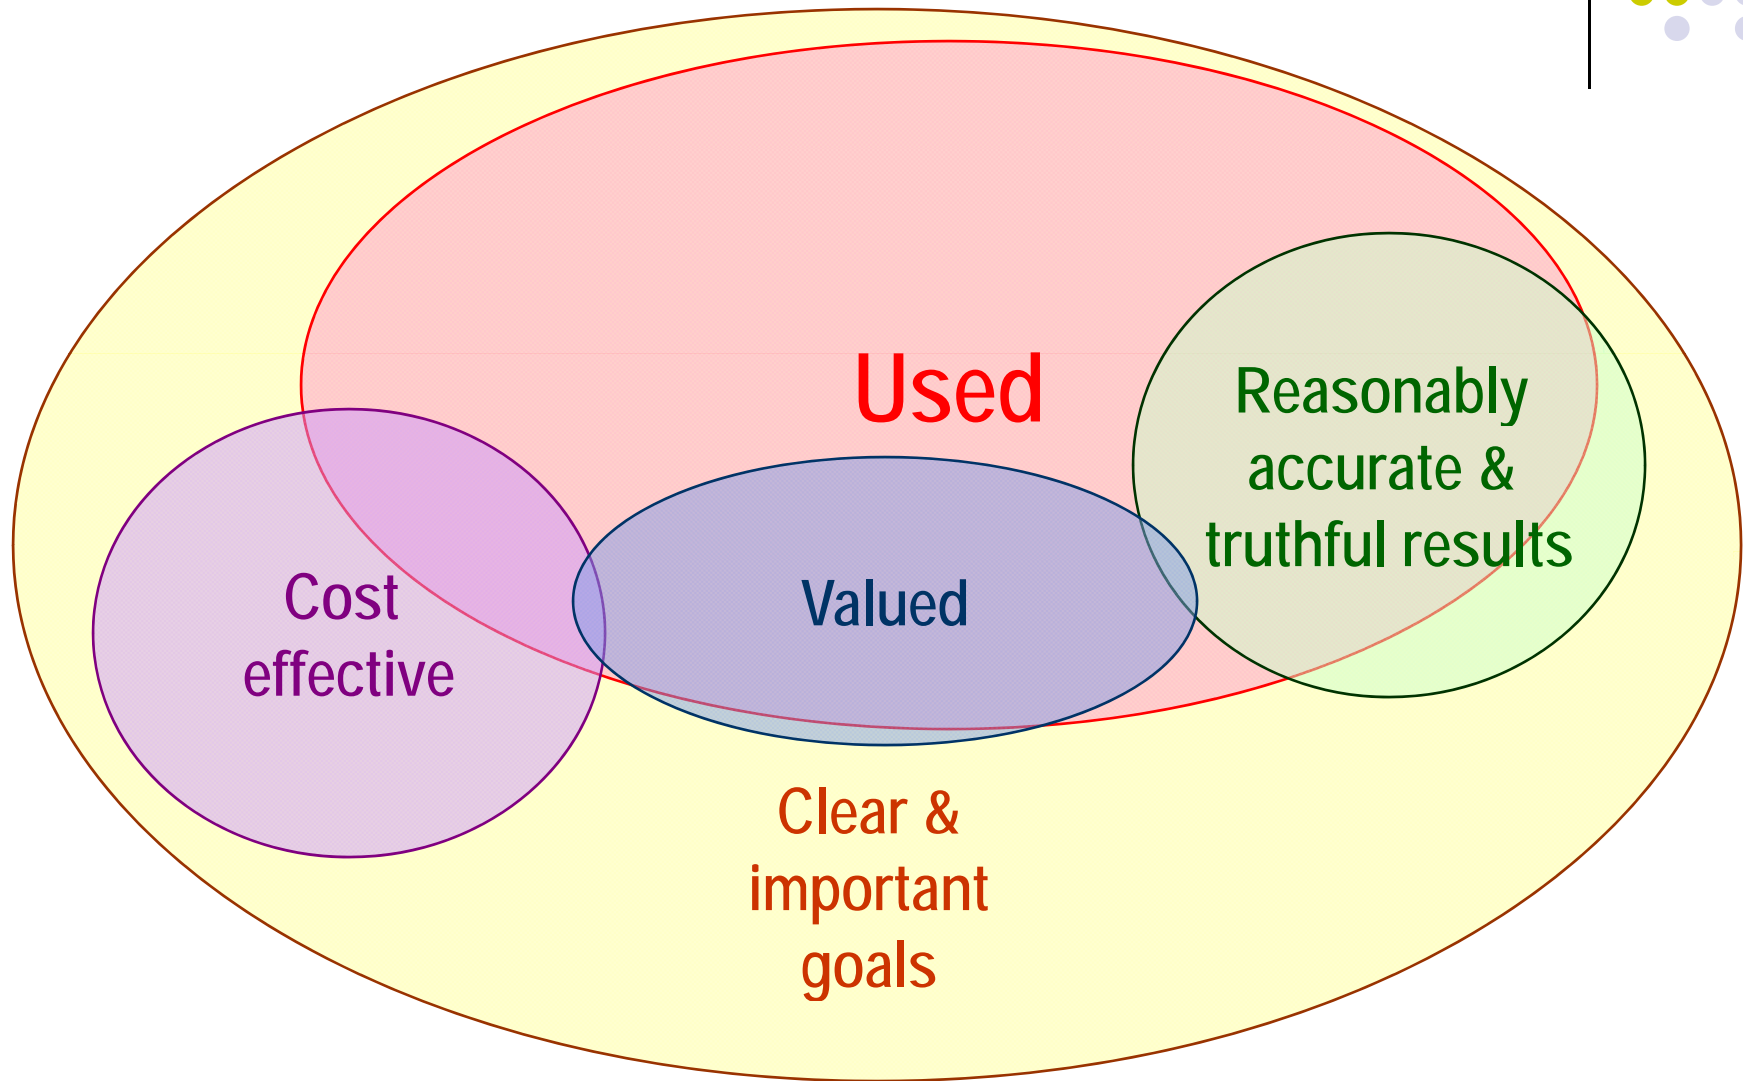 Used
Reasonably
accurate &
truthful results
Cost
effective
Valued
Clear &
important
goals